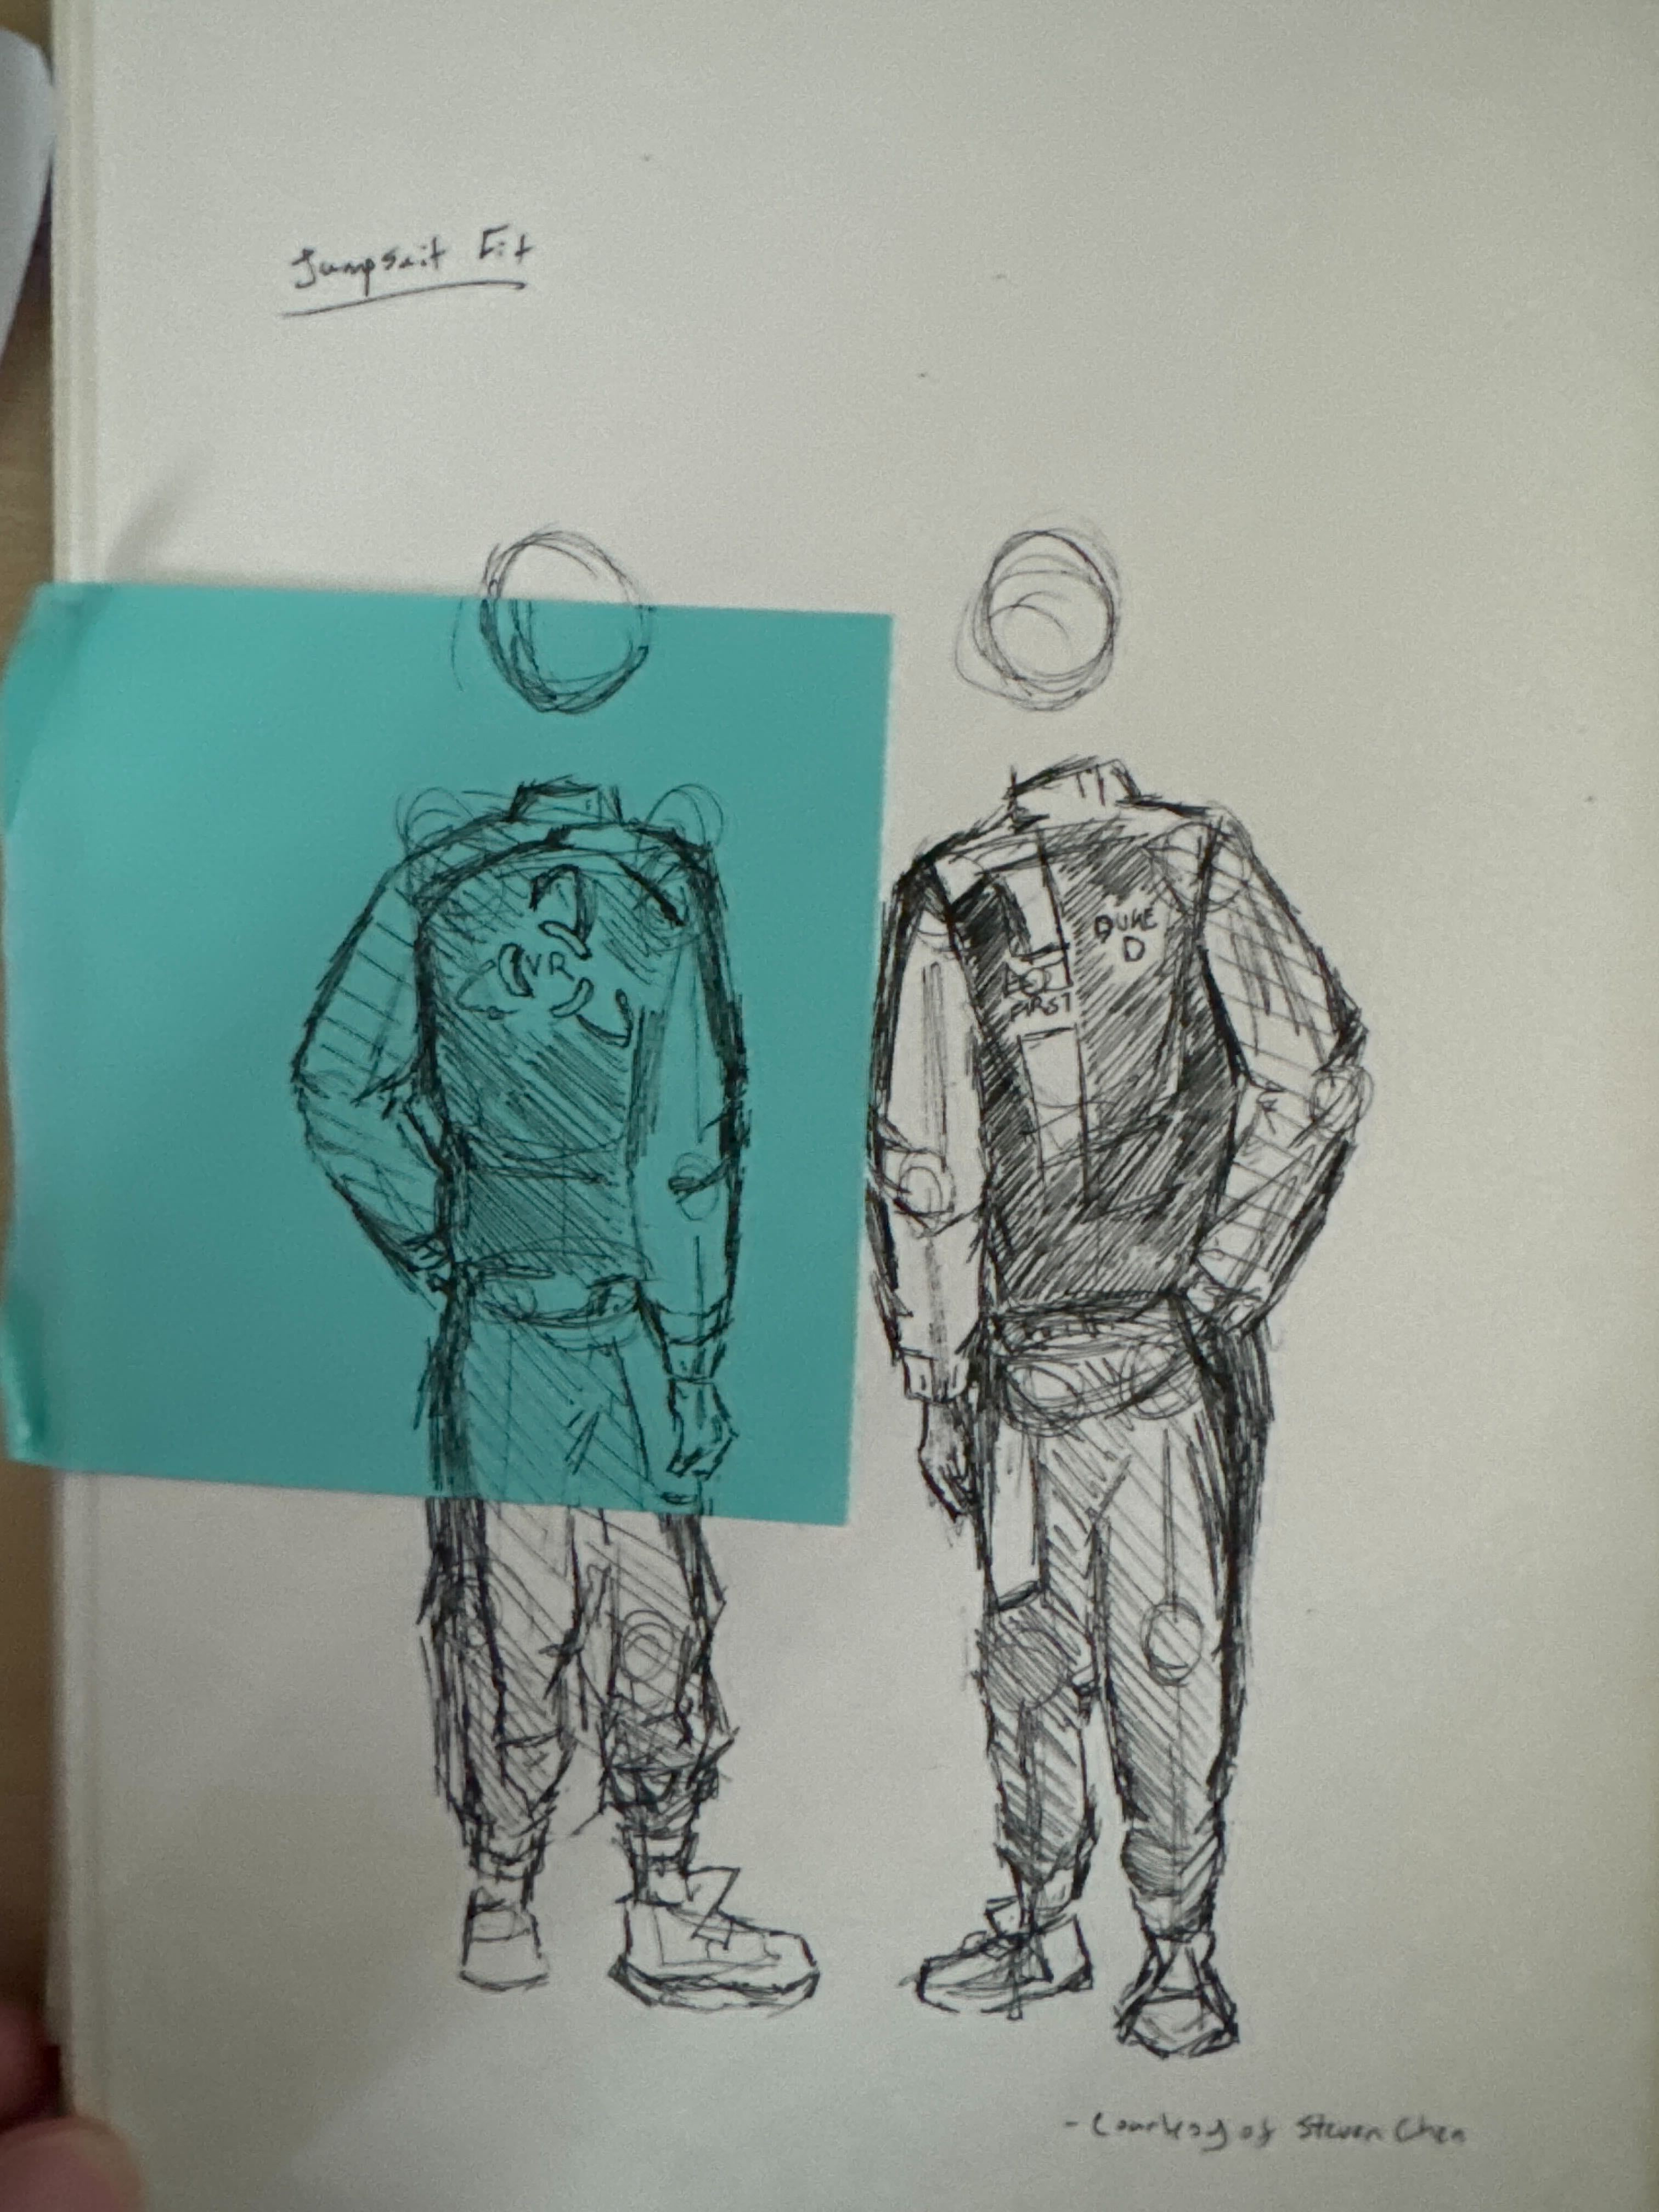 Jumpsuit Fit
VR
DUKE
D
FIRST
- Courtesy of Steven Chen